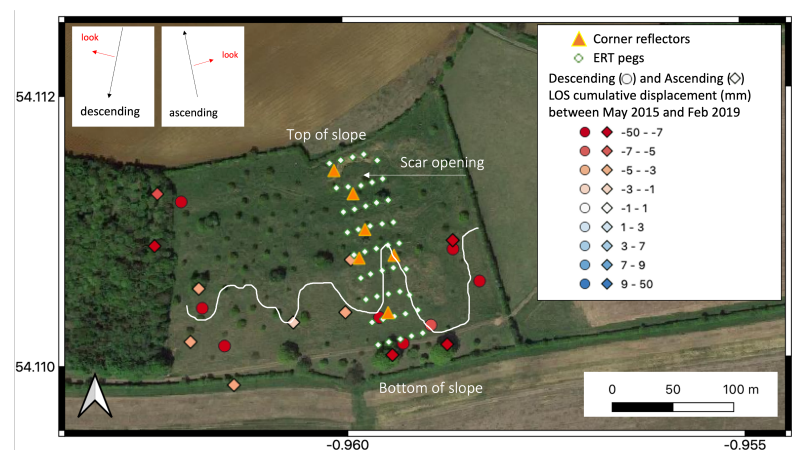 look
look
descending
ascending
Top of slope
Scar opening
Bottom of slope
Corner reflectors
ERT pegs
Descending (○) and Ascending (◇)
LOS cumulative displacement (mm)
between May 2015 and Feb 2019
-50 - -7
-7 - -5
-5 - -3
-3 - -1
-1 - 1
1 - 3
3 - 7
7 - 9
9 - 50
0 50 100 m
54.112
54.110
-0.960
-0.955